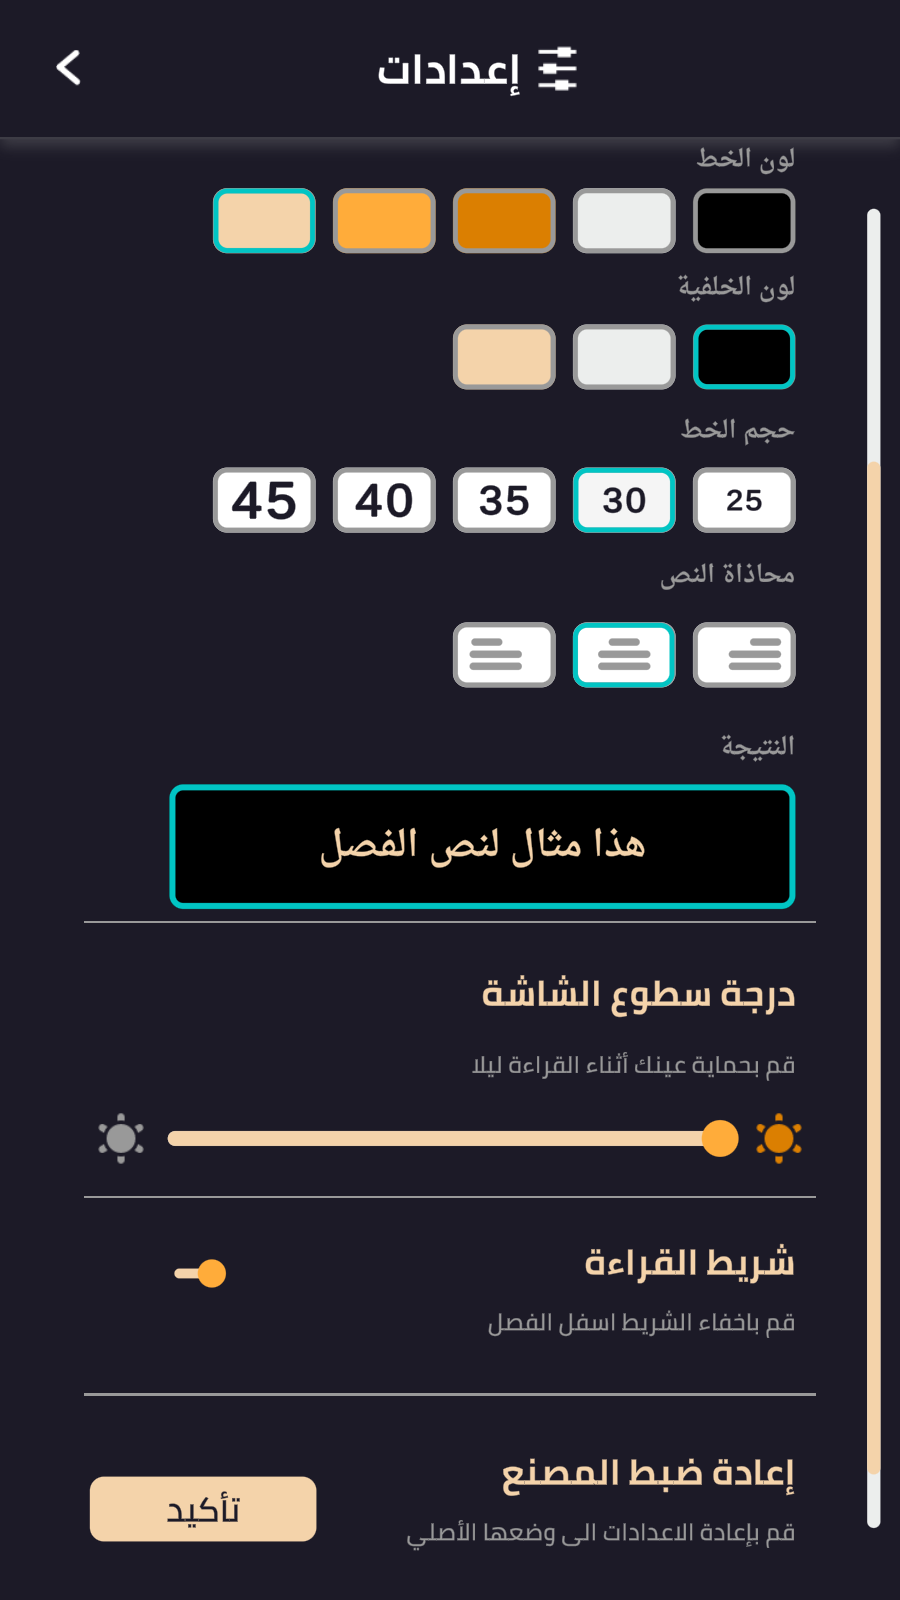 إعدادات
لون الخط
لون الخلفية
حجم الخط
25 30 35 40 45
محاذاة النص
النتيجة
هذا مثال لنص الفصل
درجة سطوع الشاشة
قم بحماية عينك أثناء القراءة ليلا
شريط القراءة
قم باخفاء الشريط اسفل الفصل
إعادة ضبط المصنع
تأكيد
قم بإعادة الاعدادات الى وضعها الأصلي